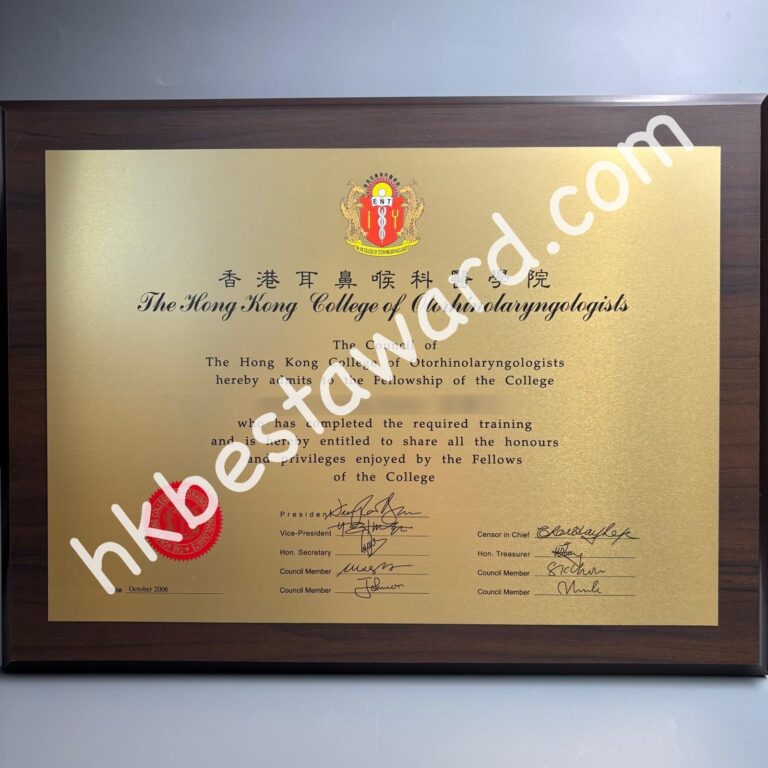 ENT
I Y
香港耳鼻喉科醫學院
The Hong Kong College of Otorhinolaryngologists
The Council of
The Hong Kong College of Otorhinolaryngologists
hereby admits to the Fellowship of the College
who has completed the required training
and is hereby entitled to share all the honours
and privileges enjoyed by the Fellows
of the College
President
Vice-President
Censor in Chief
Hon. Secretary
Hon. Treasurer
Council Member
Council Member
Council Member
Johnson
Council Member
October 2006
hkbestaward.com